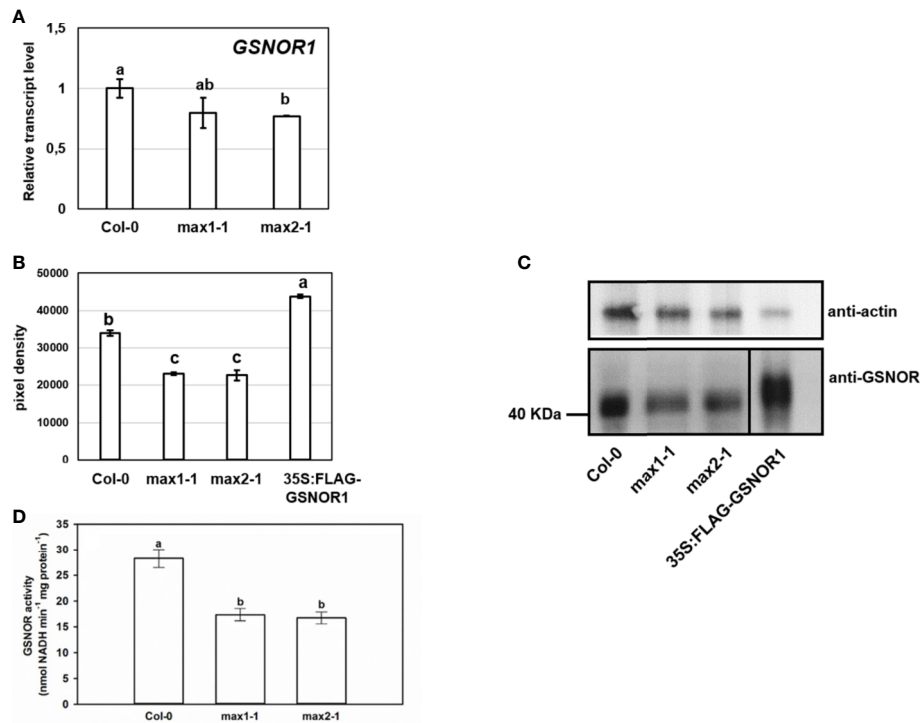 A
Relative transcript level
1,5
1
0,5
0
GSNOR1
a
ab
b
Col-0
max1-1
max2-1
B
pixel density
50000
40000
30000
20000
10000
0
b
c
c
a
Col-0
max1-1
max2-1
35S:FLAG-
GSNOR1
C
anti-actin
anti-GSNOR
40 KDa
Col-0
max1-1
max2-1
35S:FLAG-GSNOR1
D
GSNOR activity
(nmol NADH min⁻¹ mg protein⁻¹)
35
30
25
20
15
10
5
0
a
b
b
Col-0
max1-1
max2-1